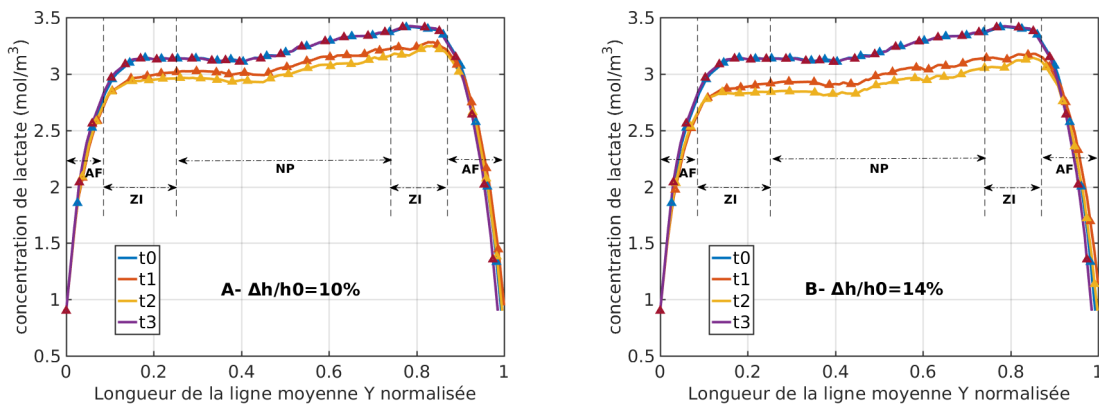 concentration de lactate (mol/m³)
3.5
3
2.5
2
1.5
1
0.5
AF
ZI
NP
ZI
AF
t0
t1
t2
t3
A- Δh/h0=10%
0
0.2
0.4
0.6
0.8
1
Longueur de la ligne moyenne Y normalisée
concentration de lactate (mol/m³)
3.5
3
2.5
2
1.5
1
0.5
AF
ZI
NP
ZI
AF
t0
t1
t2
t3
B- Δh/h0=14%
0
0.2
0.4
0.6
0.8
1
Longueur de la ligne moyenne Y normalisée